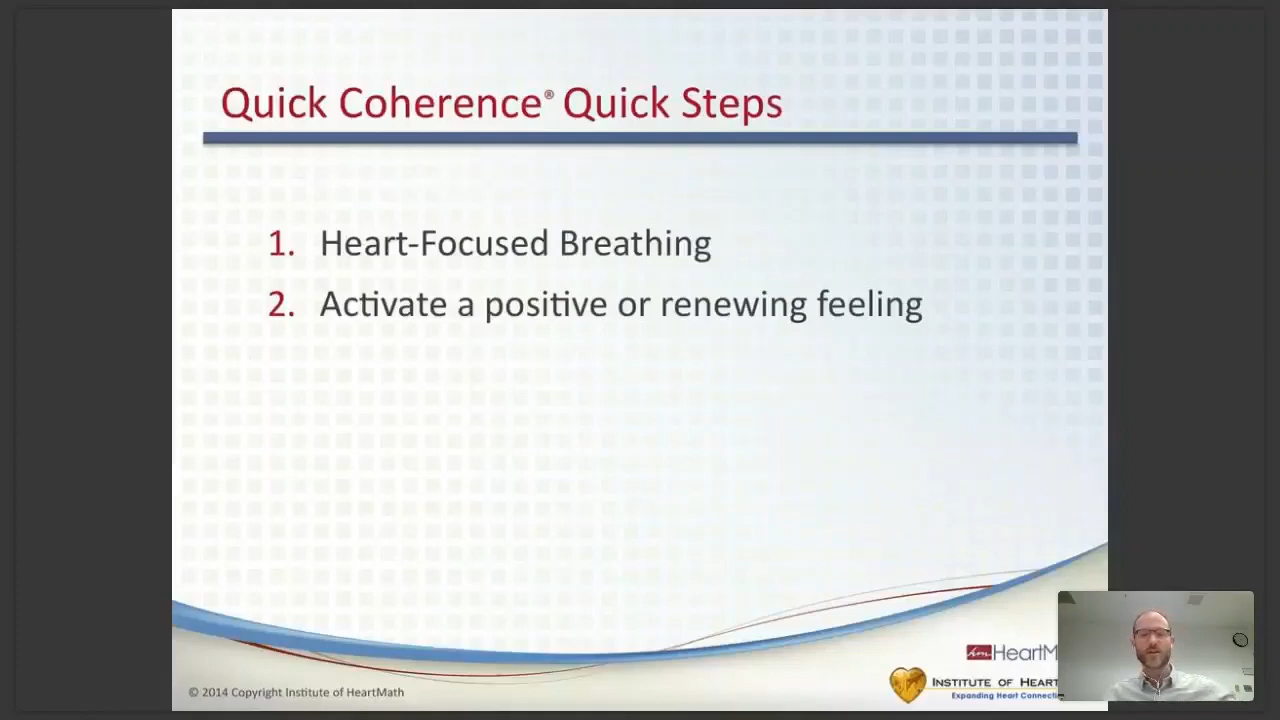 Quick Coherence® Quick Steps
1. Heart-Focused Breathing
2. Activate a positive or renewing feeling
hm HeartM
INSTITUTE OF HEART
Expanding Heart
© 2014 Copyright Institute of HeartMath